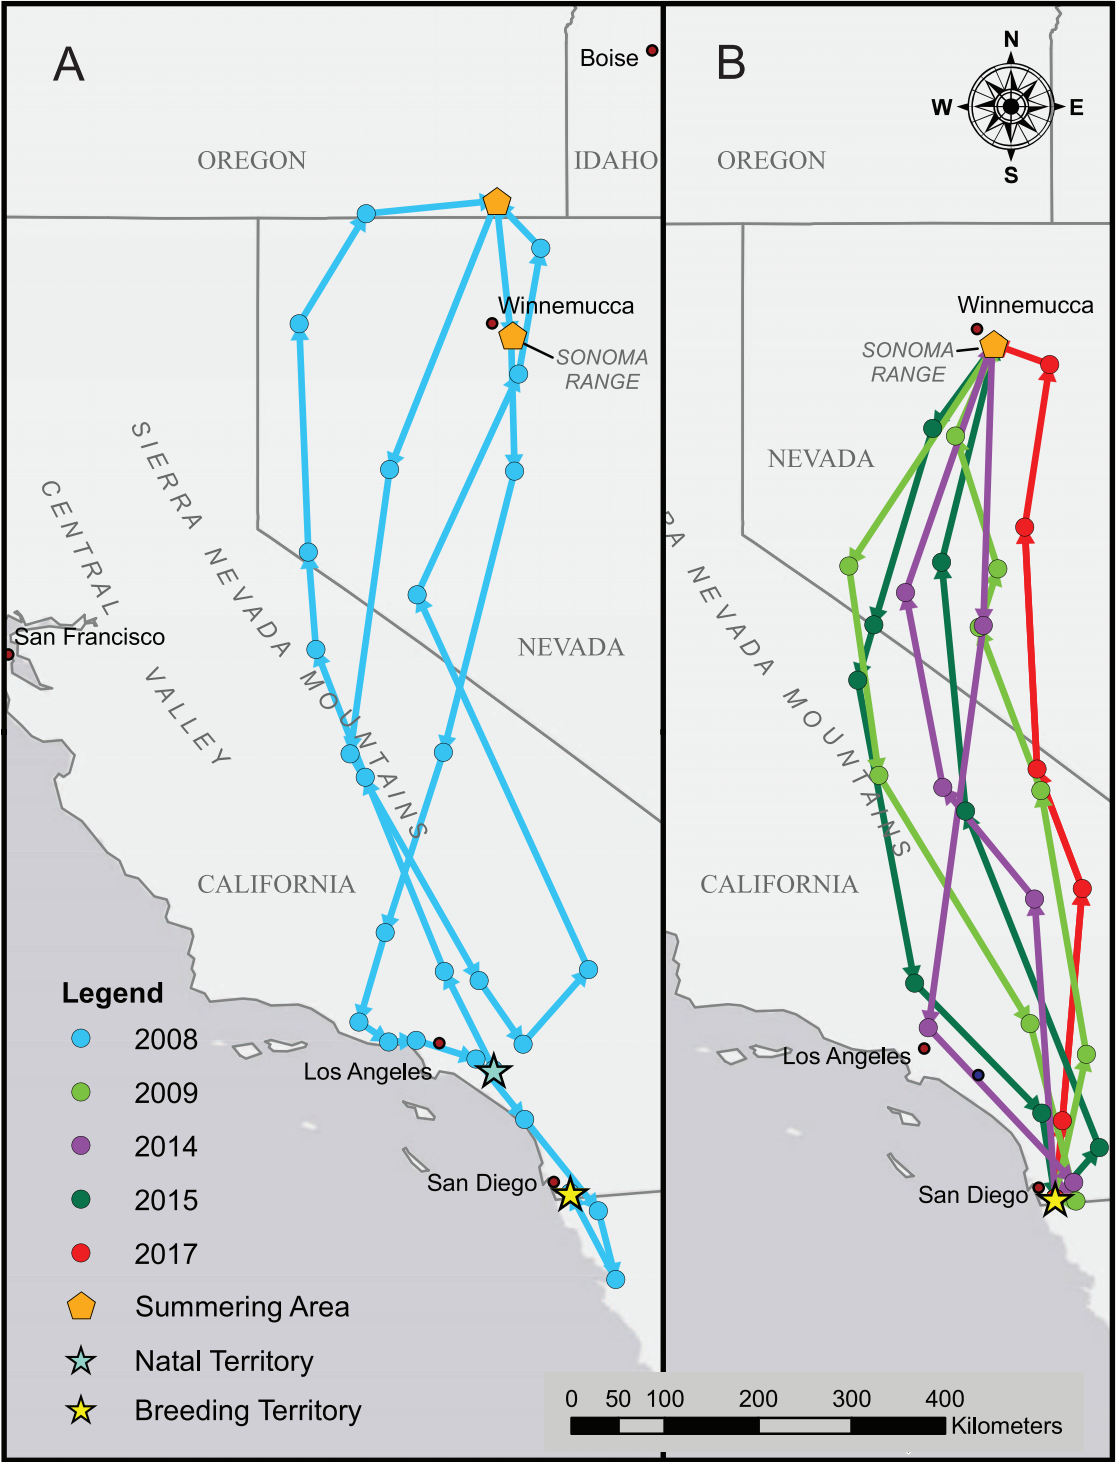 A
Boise
OREGON
IDAHO
Winnemucca
SONOMA
RANGE
SIERRA NEVADA MOUNTAINS
CENTRAL VALLEY
San Francisco
NEVADA
CALIFORNIA
Los Angeles
San Diego
Legend
2008
2009
2014
2015
2017
Summering Area
Natal Territory
Breeding Territory
B
N
W
E
S
OREGON
Winnemucca
SONOMA
RANGE
NEVADA
RA NEVADA MOUNTAINS
CALIFORNIA
Los Angeles
San Diego
0 50 100 200 300 400
Kilometers